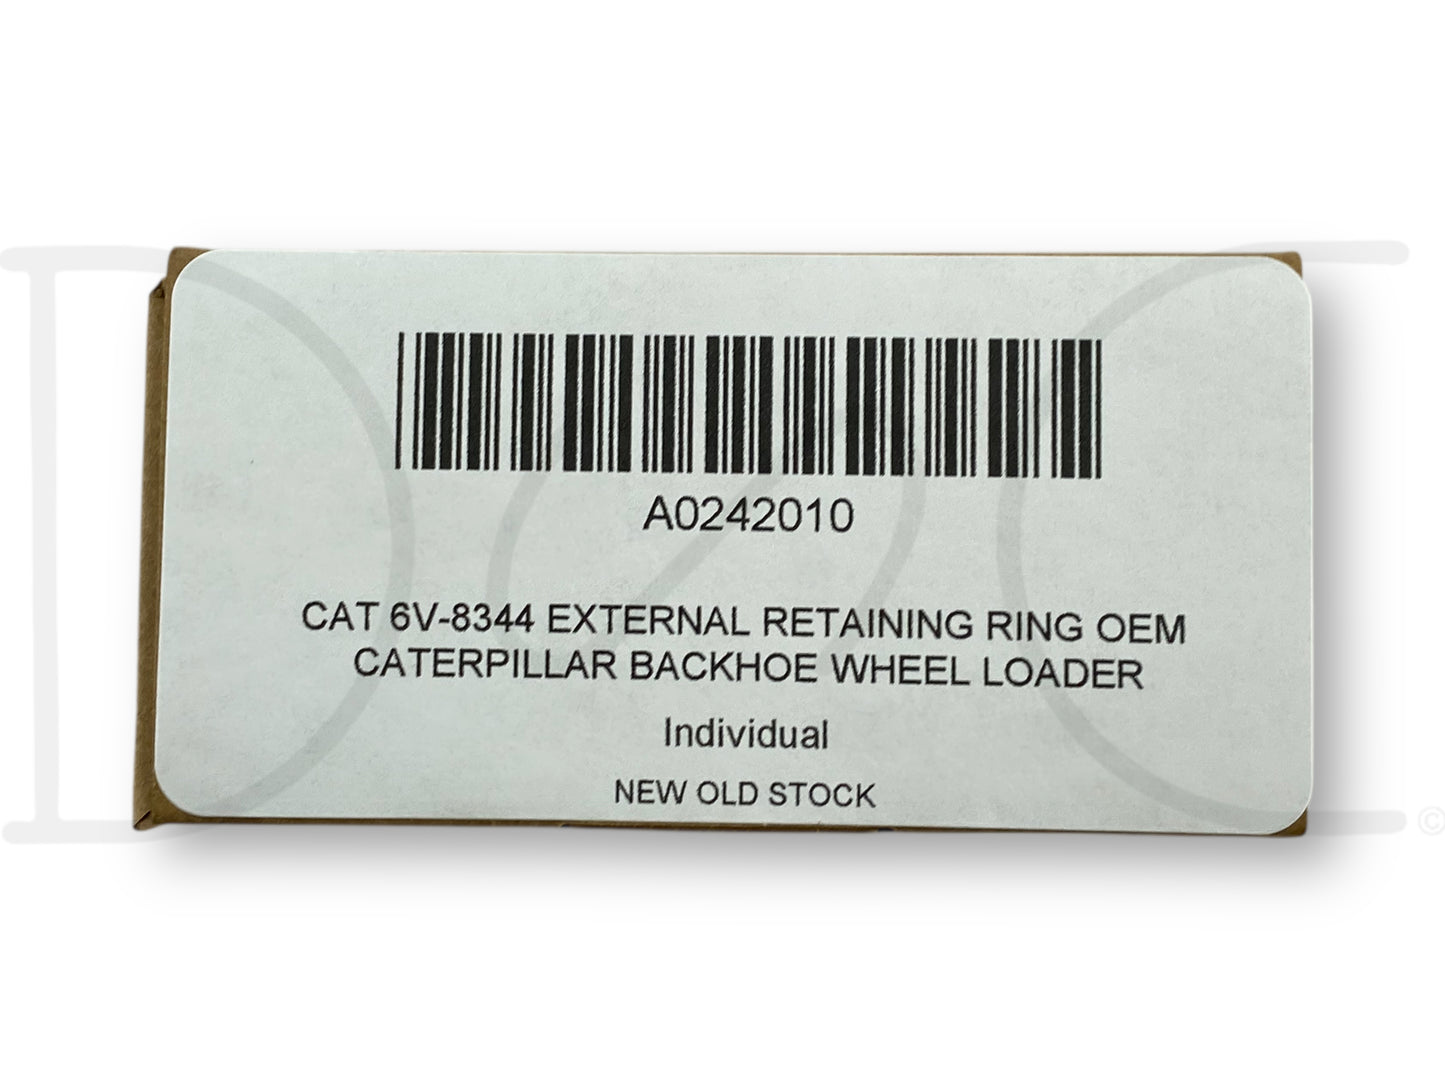 A0242010
CAT 6V-8344 EXTERNAL RETAINING RING OEM
CATERPILLAR BACKHOE WHEEL LOADER
Individual
NEW OLD STOCK
©